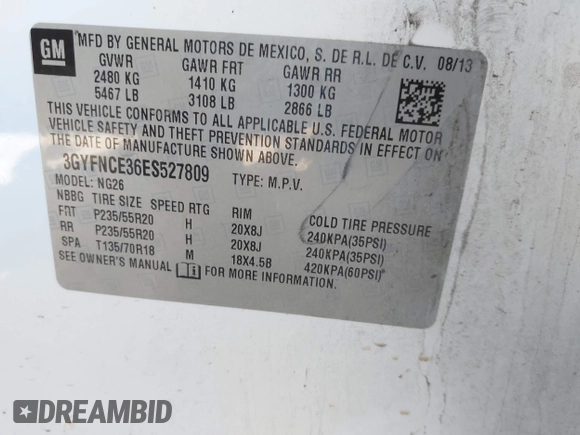 GM
MFD BY GENERAL MOTORS DE MEXICO, S. DE R.L. DE C.V. 08/13
GVWR GAWR FRT GAWR RR
2480 KG 1410 KG 1300 KG
5467 LB 3108 LB 2866 LB
THIS VEHICLE CONFORMS TO ALL APPLICABLE U.S. FEDERAL MOTOR
VEHICLE SAFETY AND THEFT PREVENTION STANDARDS IN EFFECT ON
THE DATE OF MANUFACTURE SHOWN ABOVE.
3GYFNCE36ES527809 TYPE: M.P.V.
MODEL: NG26
NBBG TIRE SIZE SPEED RTG RIM COLD TIRE PRESSURE
FRT P235/55R20 H 20X8J 240KPA(35PSI)
RR P235/55R20 H 20X8J 240KPA(35PSI)
SPA T135/70R18 M 18X4.5B 420KPA(60PSI)
SEE OWNER'S MANUAL FOR MORE INFORMATION.
DREAMBID